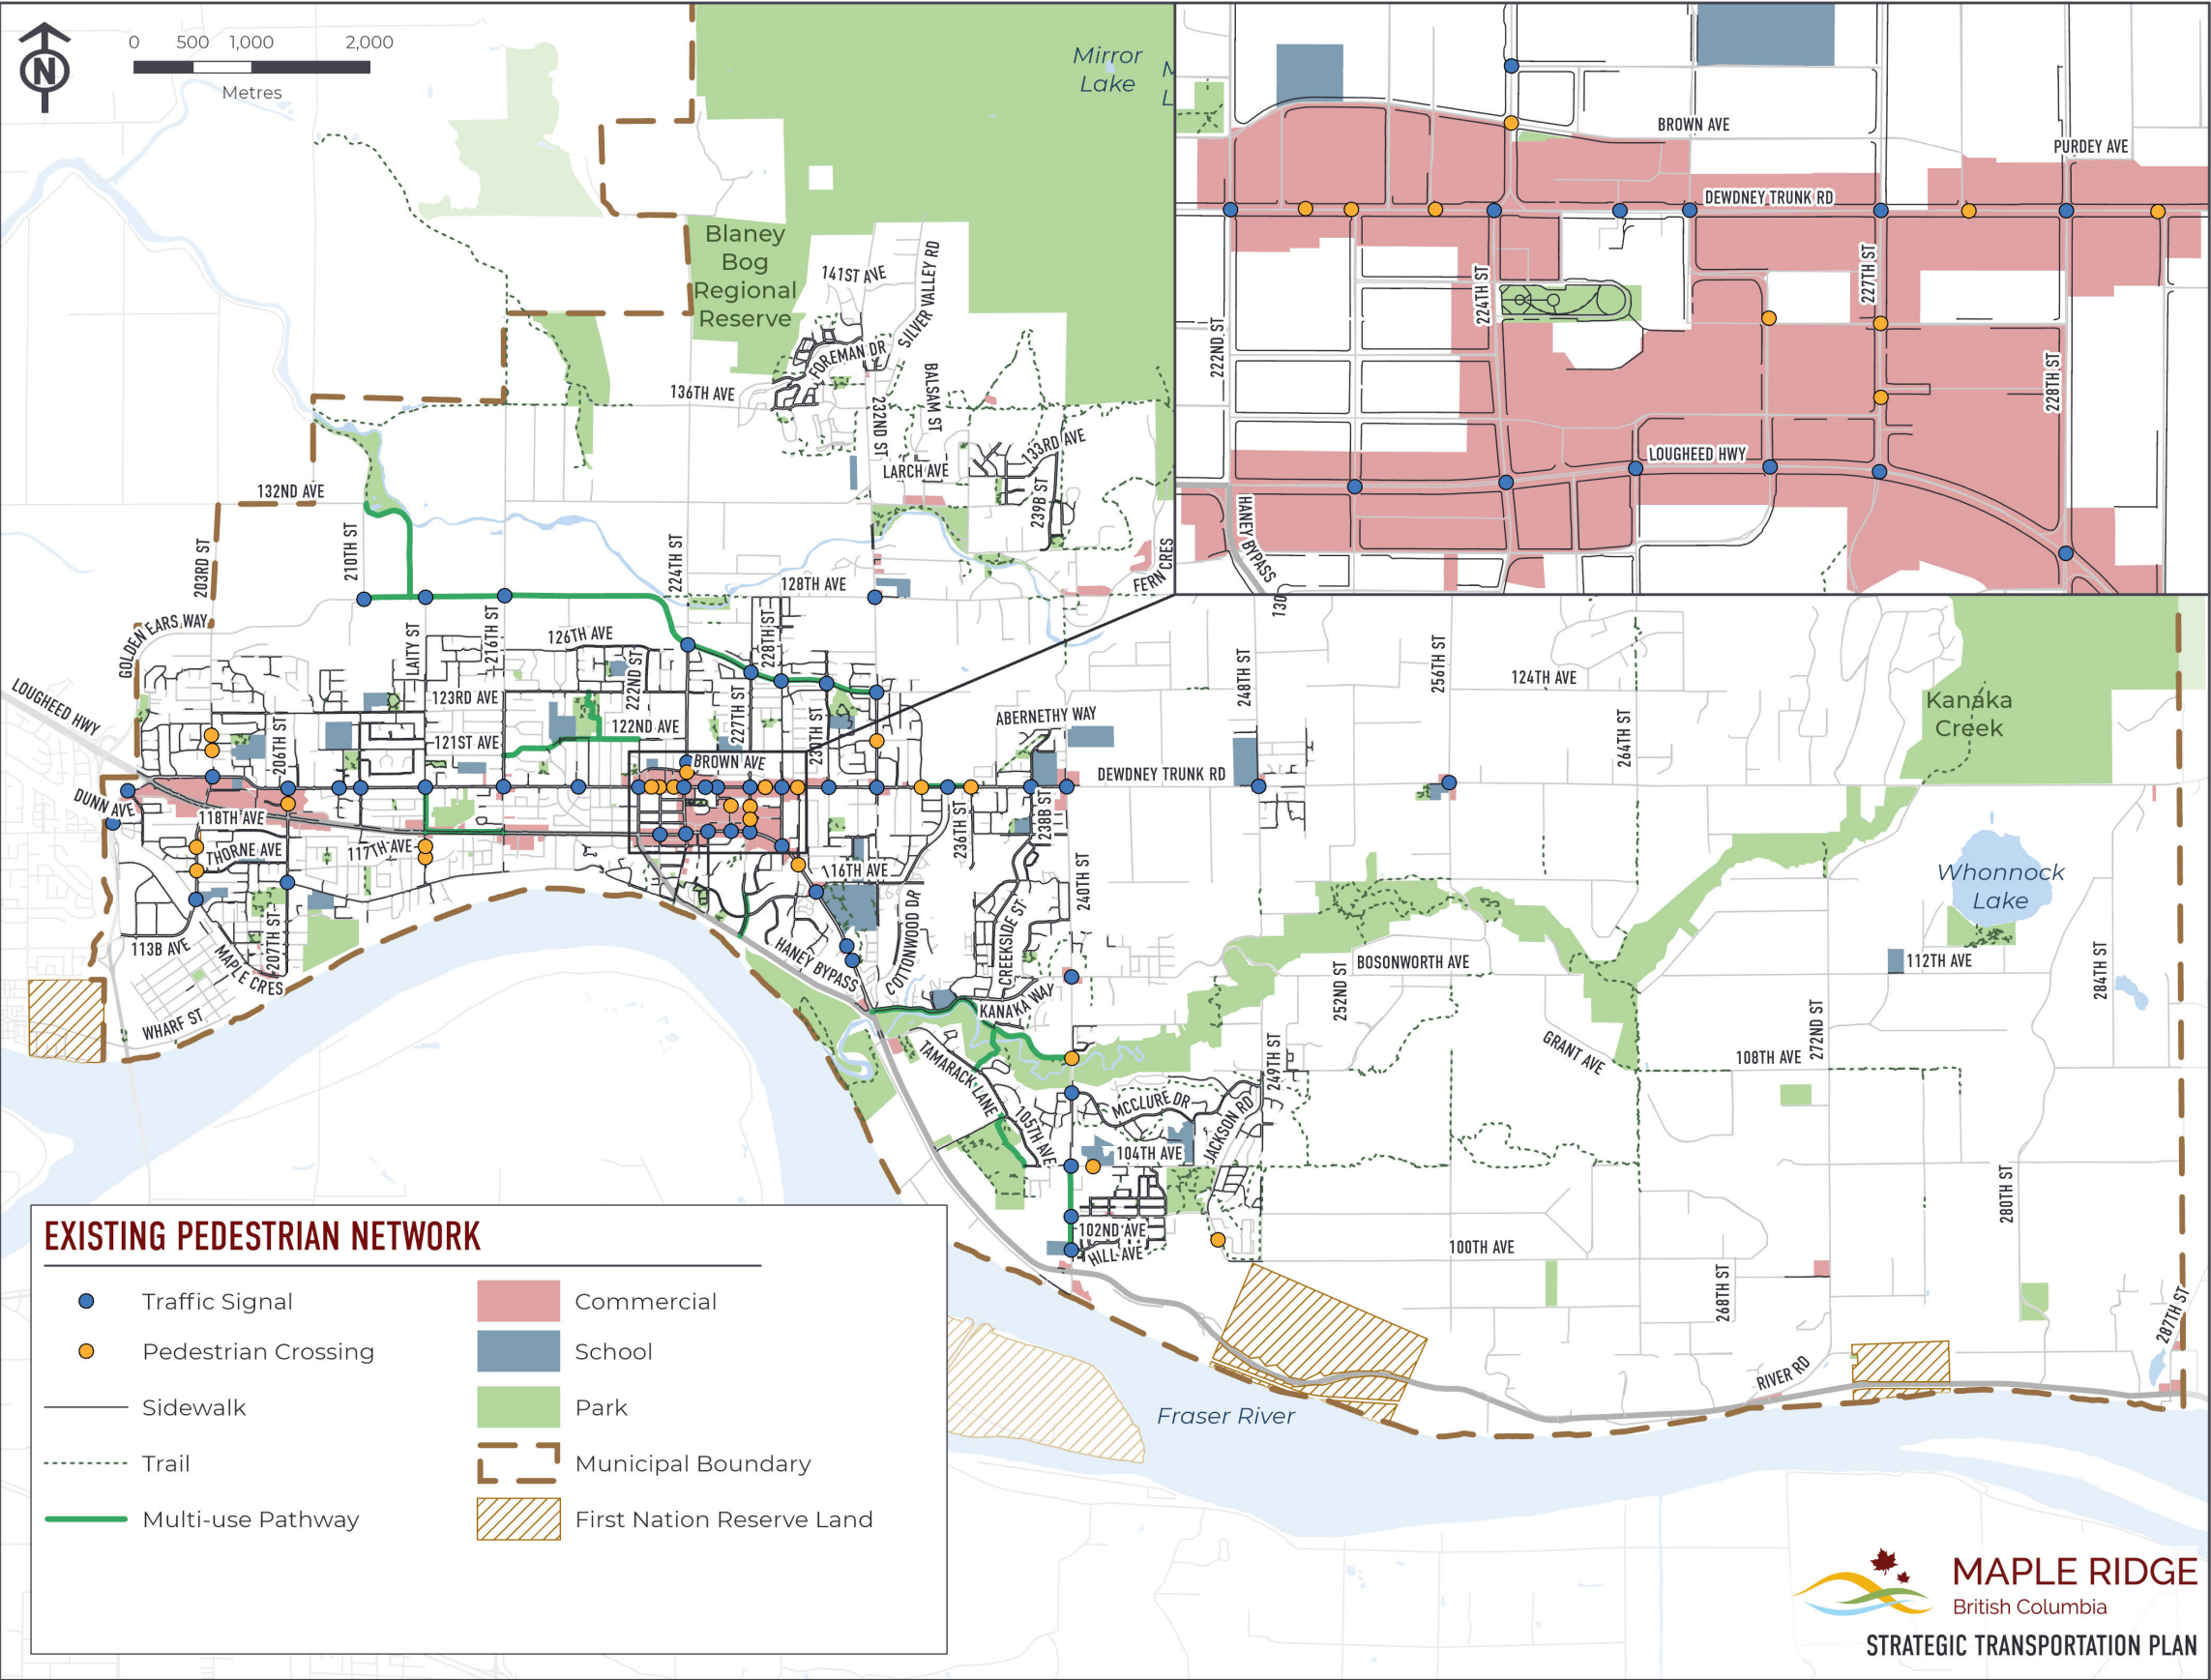 N
0 500 1,000 2,000
Metres
Mirror
Lake
Blaney
Bog
Regional
Reserve
141ST AVE
SILVER VALLEY RD
FOREMAN DR
136TH AVE
232ND ST
BALSAM ST
133RD AVE
LARCH AVE
239B ST
132ND AVE
203RD ST
210TH ST
224TH ST
128TH AVE
FERN CRES
GOLDEN EARS WAY
LAITY ST
216TH ST
126TH AVE
222ND ST
228TH ST
LOUGHEED HWY
123RD AVE
122ND AVE
227TH ST
230TH ST
206TH ST
121ST AVE
BROWN AVE
ABERNETHY WAY
DEWDNEY TRUNK RD
DUNN AVE
118TH AVE
THORNE AVE
117TH AVE
236TH ST
238B ST
116TH AVE
240TH ST
113B AVE
MAPLE CRES
207TH ST
WHARF ST
HANEY BYPASS
COTTONWOOD DR
CREEKSIDE ST
KANAKA WAY
TAMARACK LANE
105TH AVE
MCCLURE DR
JACKSON RD
104TH AVE
102ND AVE
HILL AVE
249TH ST
248TH ST
256TH ST
124TH AVE
264TH ST
Kanaka
Creek
Whonnock
Lake
BOSONWORTH AVE
252ND ST
112TH AVE
284TH ST
GRANT AVE
108TH AVE
272ND ST
280TH ST
100TH AVE
268TH ST
287TH ST
RIVER RD
Fraser River
M
L
BROWN AVE
PURDEY AVE
DEWDNEY TRUNK RD
222ND ST
224TH ST
227TH ST
228TH ST
LOUGHEED HWY
HANEY BYPASS
130
EXISTING PEDESTRIAN NETWORK
Traffic Signal
Pedestrian Crossing
Sidewalk
Trail
Multi-use Pathway
Commercial
School
Park
Municipal Boundary
First Nation Reserve Land
MAPLE RIDGE
British Columbia
STRATEGIC TRANSPORTATION PLAN